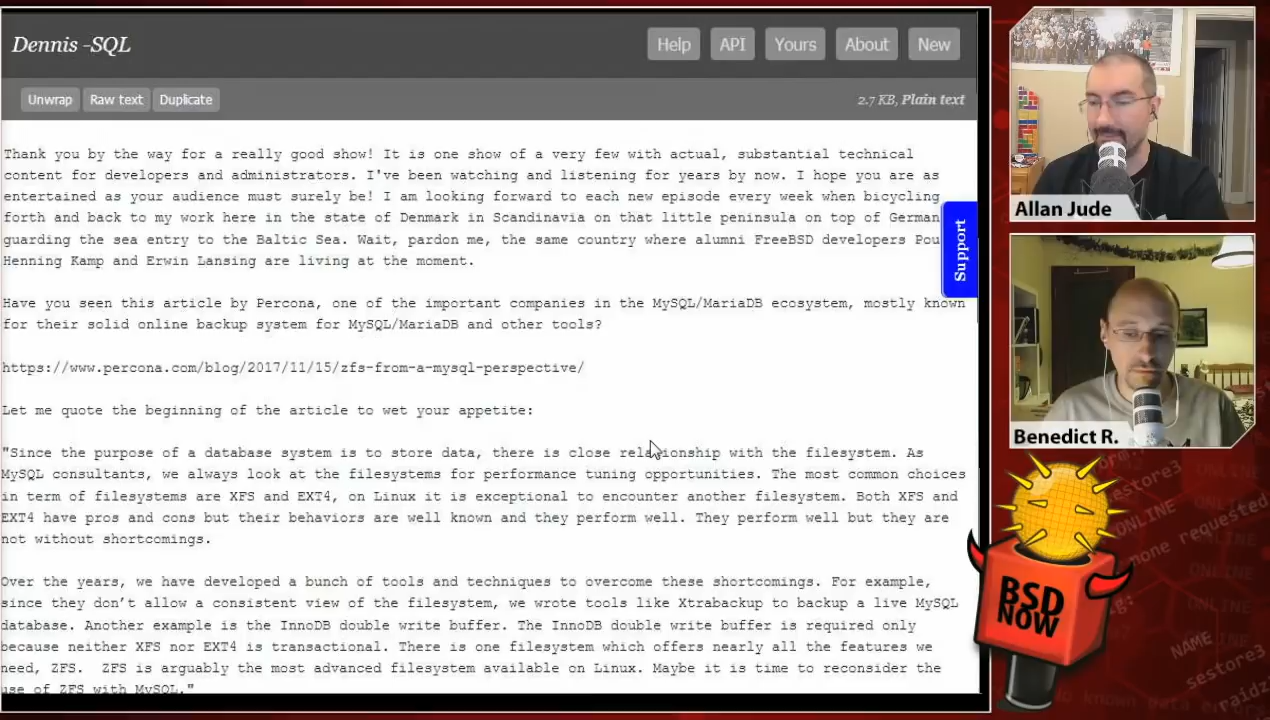 Dennis -SQL
Help
API
Yours
About
New
Unwrap
Raw text
Duplicate
2.7 KB, Plain text
Thank you by the way for a really good show! It is one show of a very few with actual, substantial technical
content for developers and administrators. I've been watching and listening for years by now. I hope you are as
entertained as your audience must surely be! I am looking forward to each new episode every week when bicycling
forth and back to my work here in the state of Denmark in Scandinavia on that little peninsula on top of German
guarding the sea entry to the Baltic Sea. Wait, pardon me, the same country where alumni FreeBSD developers Pou
Henning Kamp and Erwin Lansing are living at the moment.
Have you seen this article by Percona, one of the important companies in the MySQL/MariaDB ecosystem, mostly known
for their solid online backup system for MySQL/MariaDB and other tools?
https://www.percona.com/blog/2017/11/15/zfs-from-a-mysql-perspective/
Let me quote the beginning of the article to wet your appetite:
"Since the purpose of a database system is to store data, there is close relationship with the filesystem. As
MySQL consultants, we always look at the filesystems for performance tuning opportunities. The most common choices
in term of filesystems are XFS and EXT4, on Linux it is exceptional to encounter another filesystem. Both XFS and
EXT4 have pros and cons but their behaviors are well known and they perform well. They perform well but they are
not without shortcomings.
Over the years, we have developed a bunch of tools and techniques to overcome these shortcomings. For example,
since they don’t allow a consistent view of the filesystem, we wrote tools like Xtrabackup to backup a live MySQL
database. Another example is the InnoDB double write buffer. The InnoDB double write buffer is required only
because neither XFS nor EXT4 is transactional. There is one filesystem which offers nearly all the features we
need, ZFS.  ZFS is arguably the most advanced filesystem available on Linux. Maybe it is time to reconsider the
use of ZFS with MySQL."
Support
Allan Jude
Benedict R.
BSD
NOW
ONLINE
ONLINE
none requested
NAME